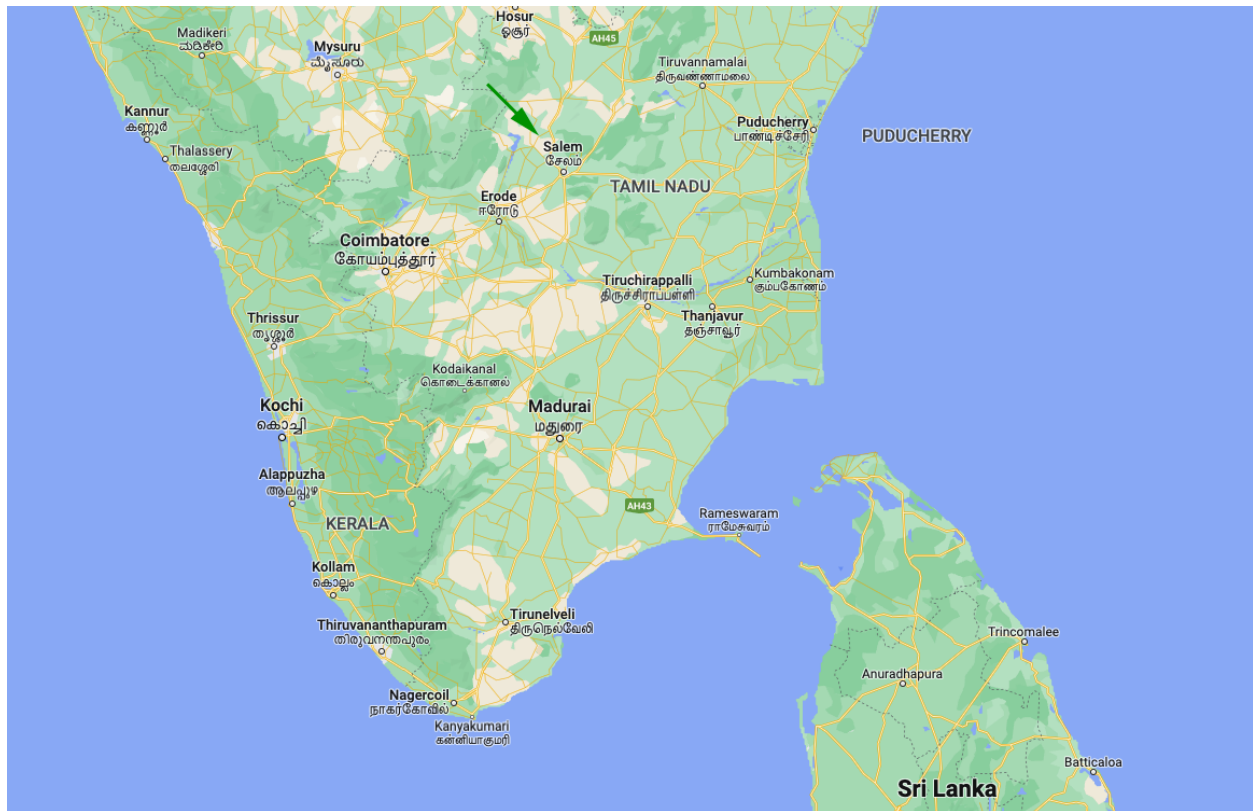 Hosur
ஓசூர்
AH45
Madikeri
ಮಡಿಕೇರಿ
Mysuru
ಮೈಸೂರು
Tiruvannamalai
திருவண்ணாமலை
Kannur
കണ്ണൂർ
Puducherry
பாண்டிச்சேரி
PUDUCHERRY
Thalassery
തലശ്ശേരി
Salem
சேலம்
TAMIL NADU
Erode
ஈரோடு
Coimbatore
கோயம்புத்தூர்
Tiruchirappalli
திருச்சிராப்பள்ளி
Kumbakonam
கும்பகோணம்
Thanjavur
தஞ்சாவூர்
Thrissur
തൃശ്ശൂർ
Kodaikanal
கொடைக்கானல்
Kochi
കൊച്ചി
Madurai
மதுரை
Alappuzha
ആലപ്പുഴ
AH43
KERALA
Rameswaram
ராமேசுவரம்
Kollam
കൊല്ലം
Tirunelveli
திருநெல்வேலி
Thiruvananthapuram
തിരുവനന്തപുരം
Trincomalee
Anuradhapura
Nagercoil
நாகர்கோவில்
Kanyakumari
கன்னியாகுமரி
Batticaloa
Sri Lanka